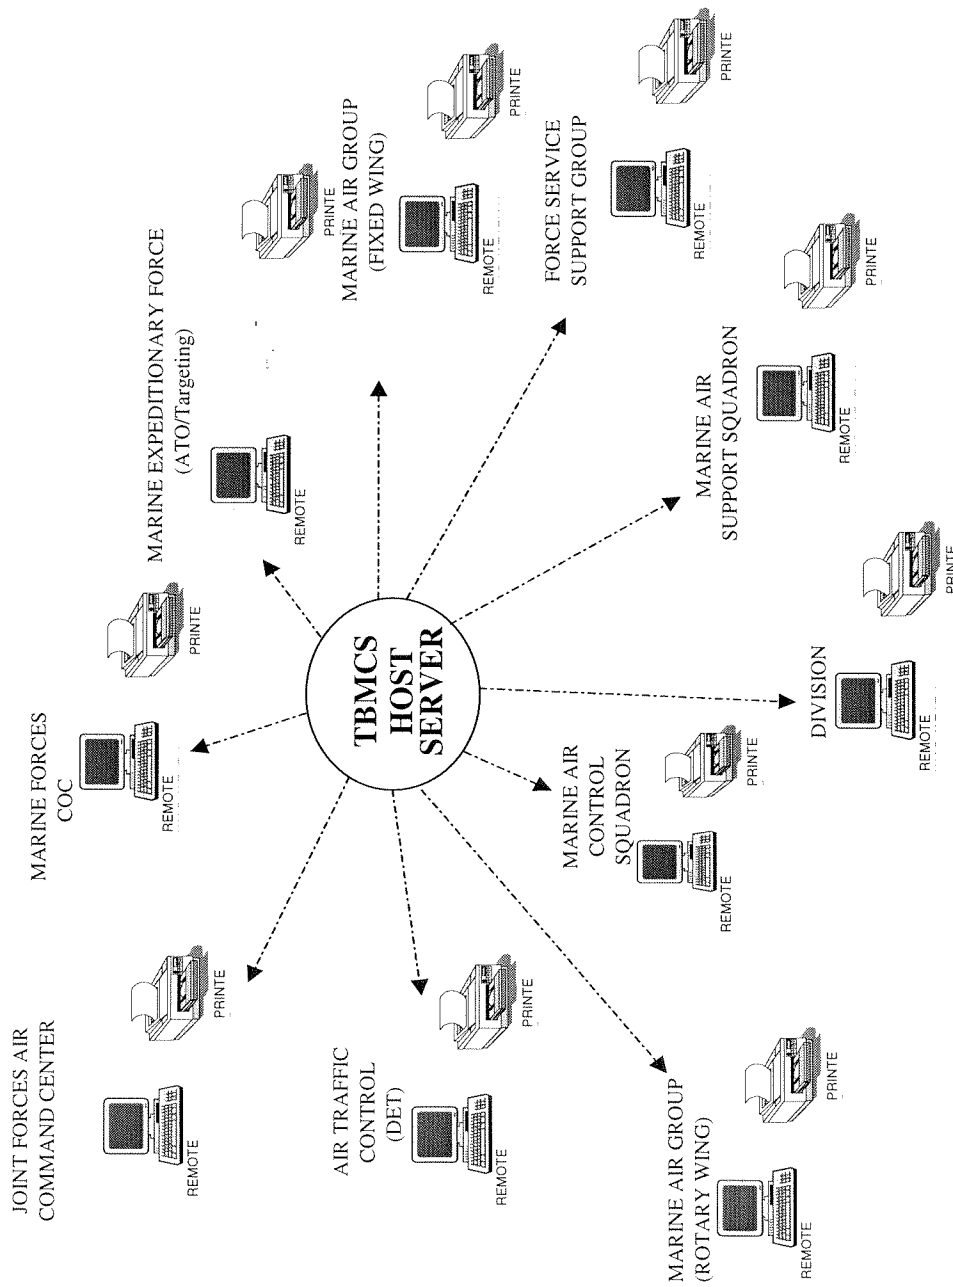 JOINT FORCES AIR
COMMAND CENTER
REMOTE
PRINTE
MARINE FORCES
COC
REMOTE
PRINTE
MARINE EXPEDITIONARY FORCE
(ATO/Targeting)
REMOTE
PRINTE
MARINE AIR GROUP
(FIXED WING)
REMOTE
PRINTE
AIR TRAFFIC
CONTROL
(DET)
REMOTE
PRINTE
TBMCS
HOST
SERVER
FORCE SERVICE
SUPPORT GROUP
REMOTE
PRINTE
MARINE AIR GROUP
(ROTARY WING)
REMOTE
PRINTE
MARINE AIR
CONTROL
SQUADRON
REMOTE
PRINTE
MARINE AIR
SUPPORT SQUADRON
REMOTE
PRINTE
DIVISION
REMOTE
PRINTE